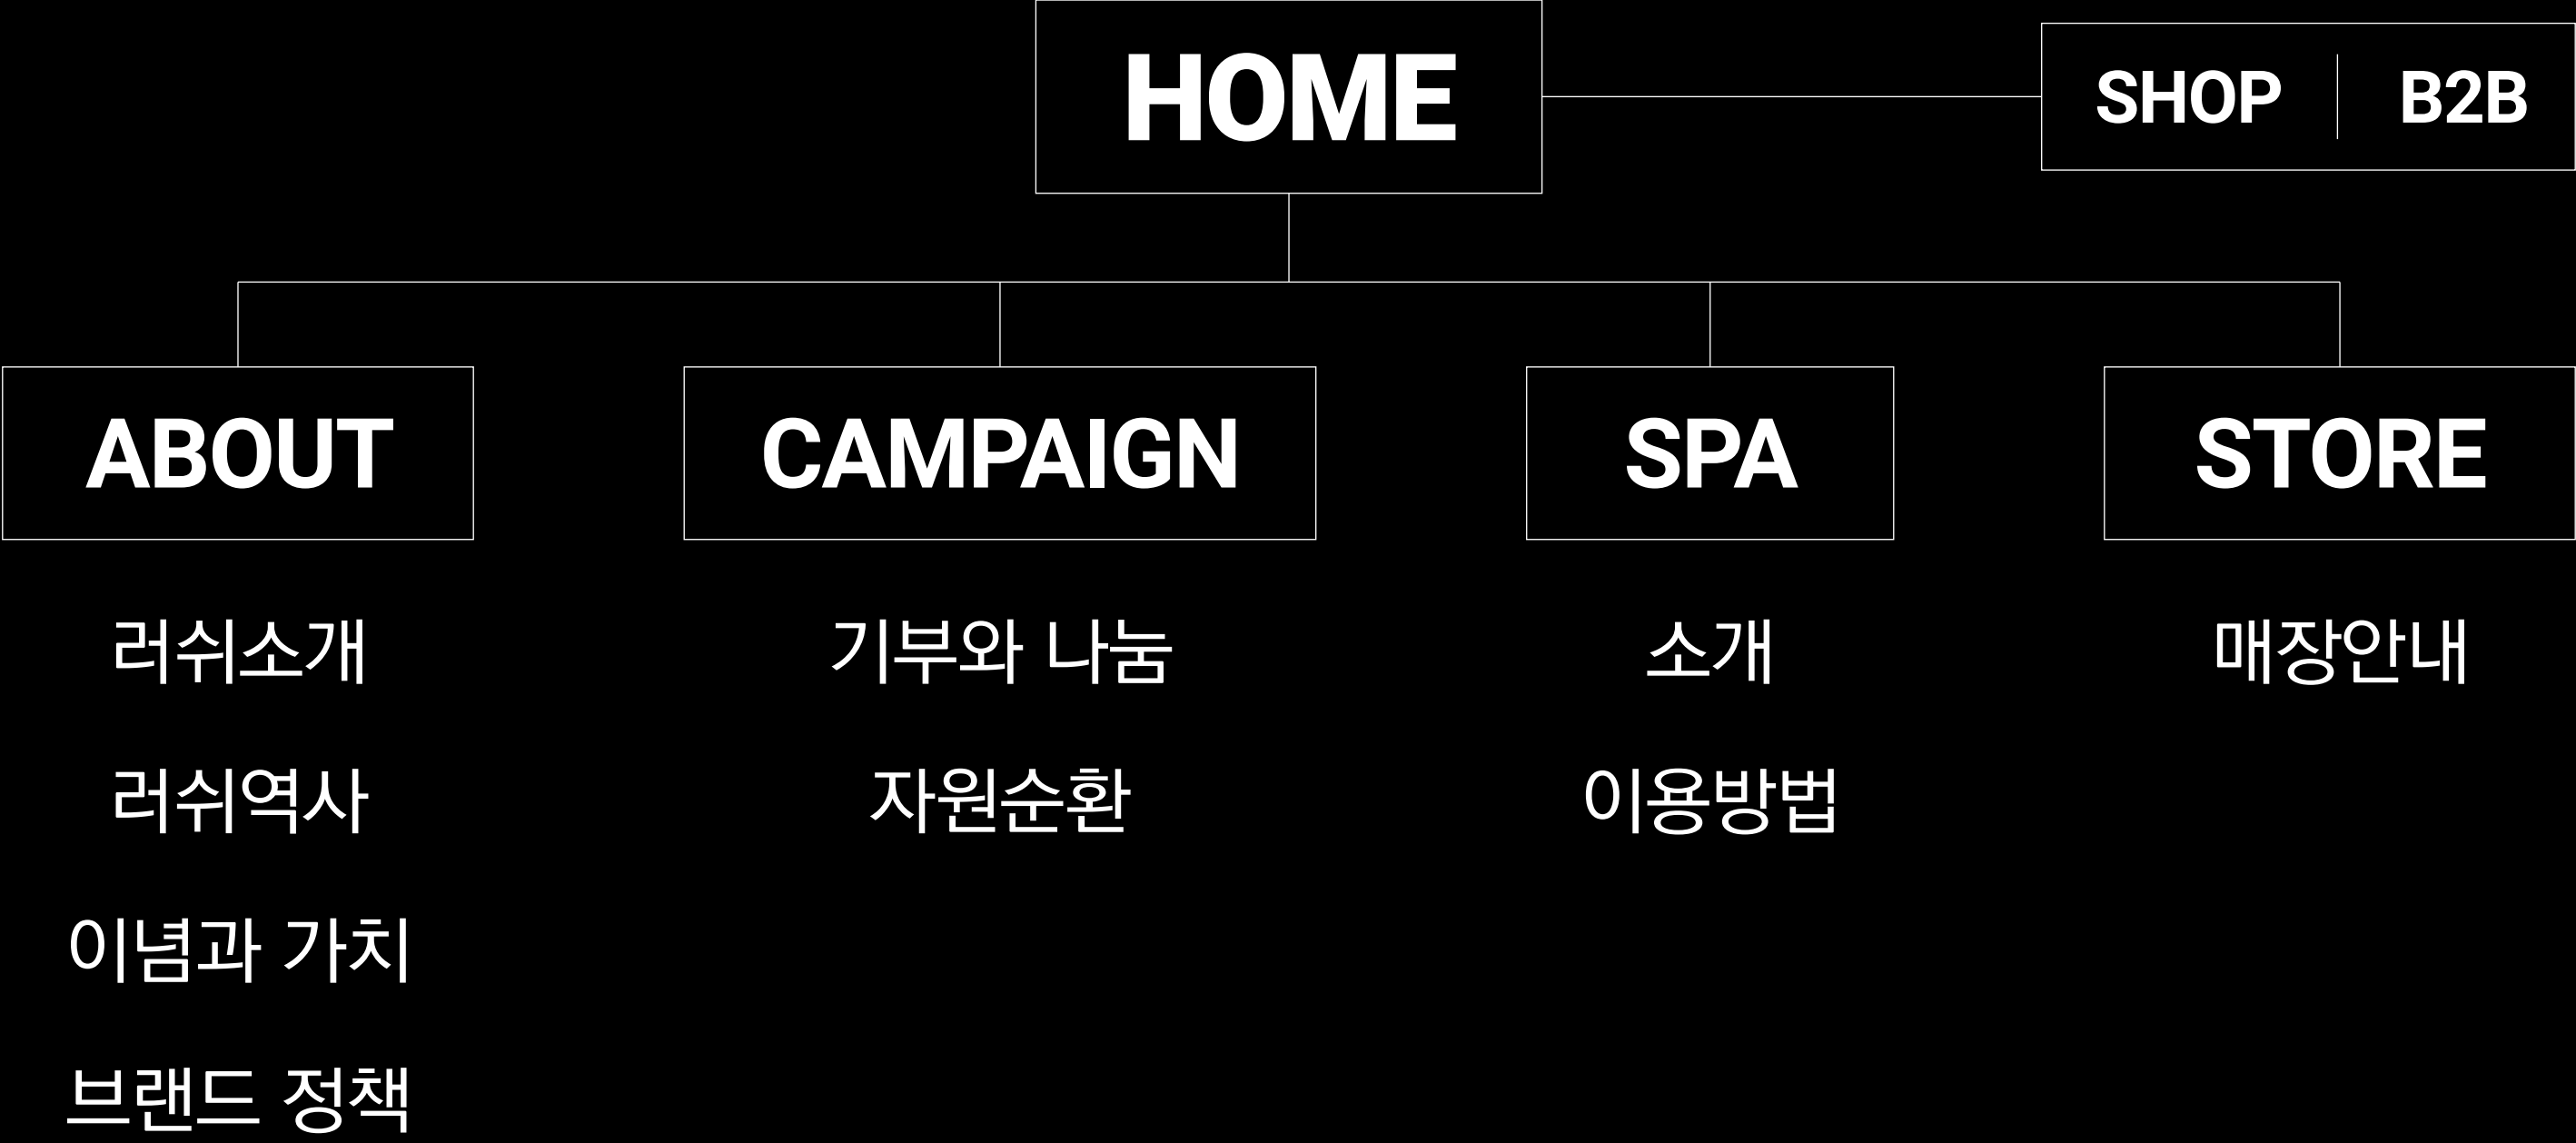 HOME
SHOP B2B
ABOUT
CAMPAIGN
SPA
STORE
러쉬소개
기부와 나눔
소개
매장안내
러쉬역사
자원순환
이용방법
이념과 가치
브랜드 정책